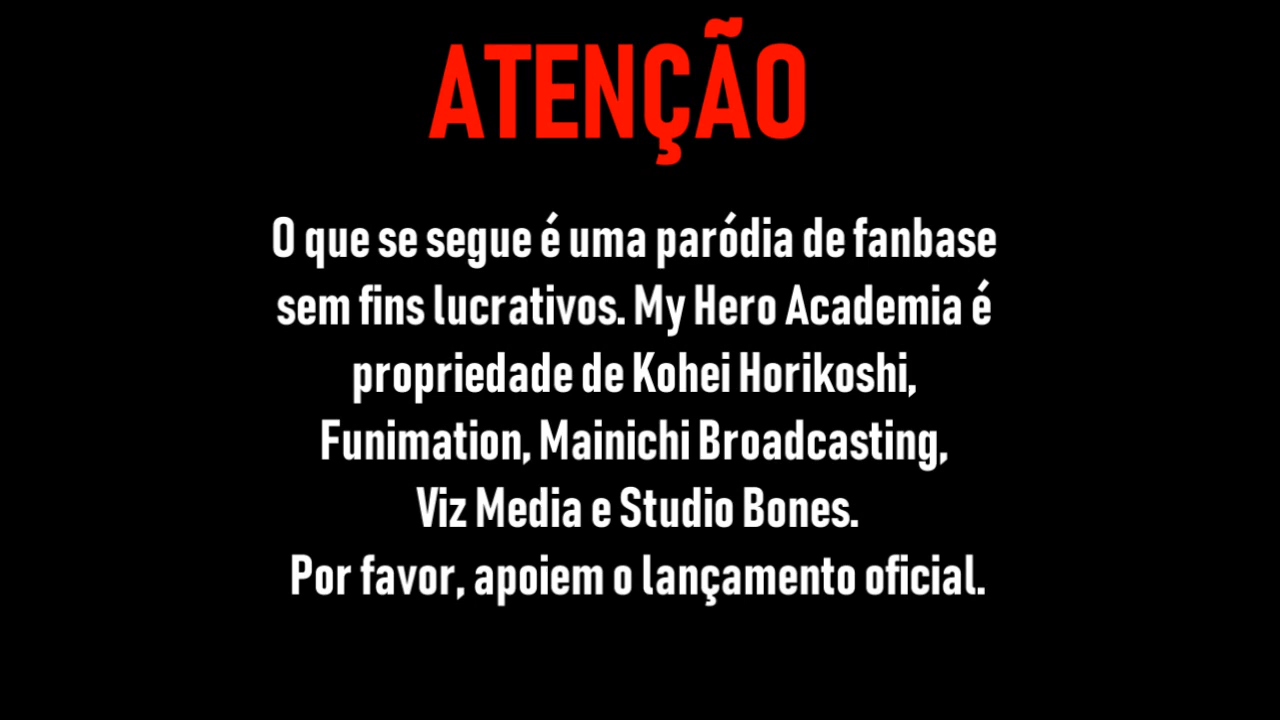 ATENÇÃO
O que se segue é uma paródia de fanbase
sem fins lucrativos. My Hero Academia é
propriedade de Kohei Horikoshi,
Funimation, Mainichi Broadcasting,
Viz Media e Studio Bones.
Por favor, apoiem o lançamento oficial.